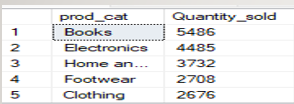 prod_cat Quantity_sold
1 Books 5486
2 Electronics 4485
3 Home an... 3732
4 Footwear 2708
5 Clothing 2676